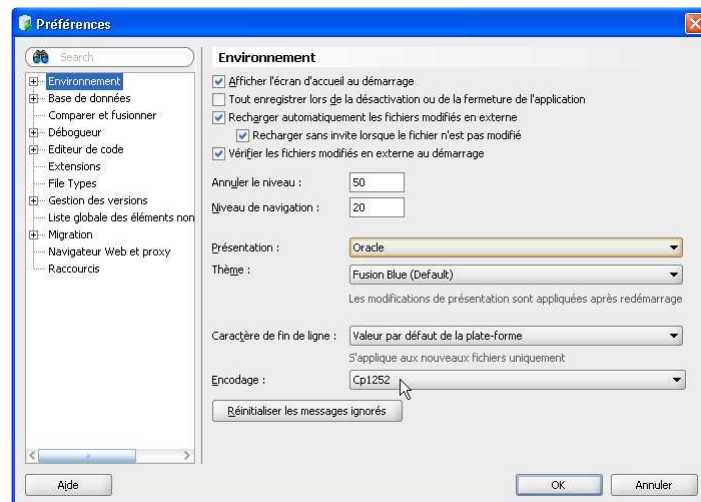 Préférences
Search
Environnement
Base de données
Comparer et fusionner
Débogueur
Editeur de code
Extensions
File Types
Gestion des versions
Liste globale des éléments non
Migration
Navigateur Web et proxy
Raccourcis
Environnement
Afficher l'écran d'accueil au démarrage
Tout enregistrer lors de la désactivation ou de la fermeture de l'application
Recharger automatiquement les fichiers modifiés en externe
Recharger sans invite lorsque le fichier n'est pas modifié
Vérifier les fichiers modifiés en externe au démarrage
Annuler le niveau : 50
Niveau de navigation : 20
Présentation : Oracle
Thème : Fusion Blue (Default)
Les modifications de présentation sont appliquées après redémarrage
Caractère de fin de ligne : Valeur par défaut de la plate-forme
S'applique aux nouveaux fichiers uniquement
Encodage : Cp1252
Réinitialiser les messages ignorés
Aide OK Annuler